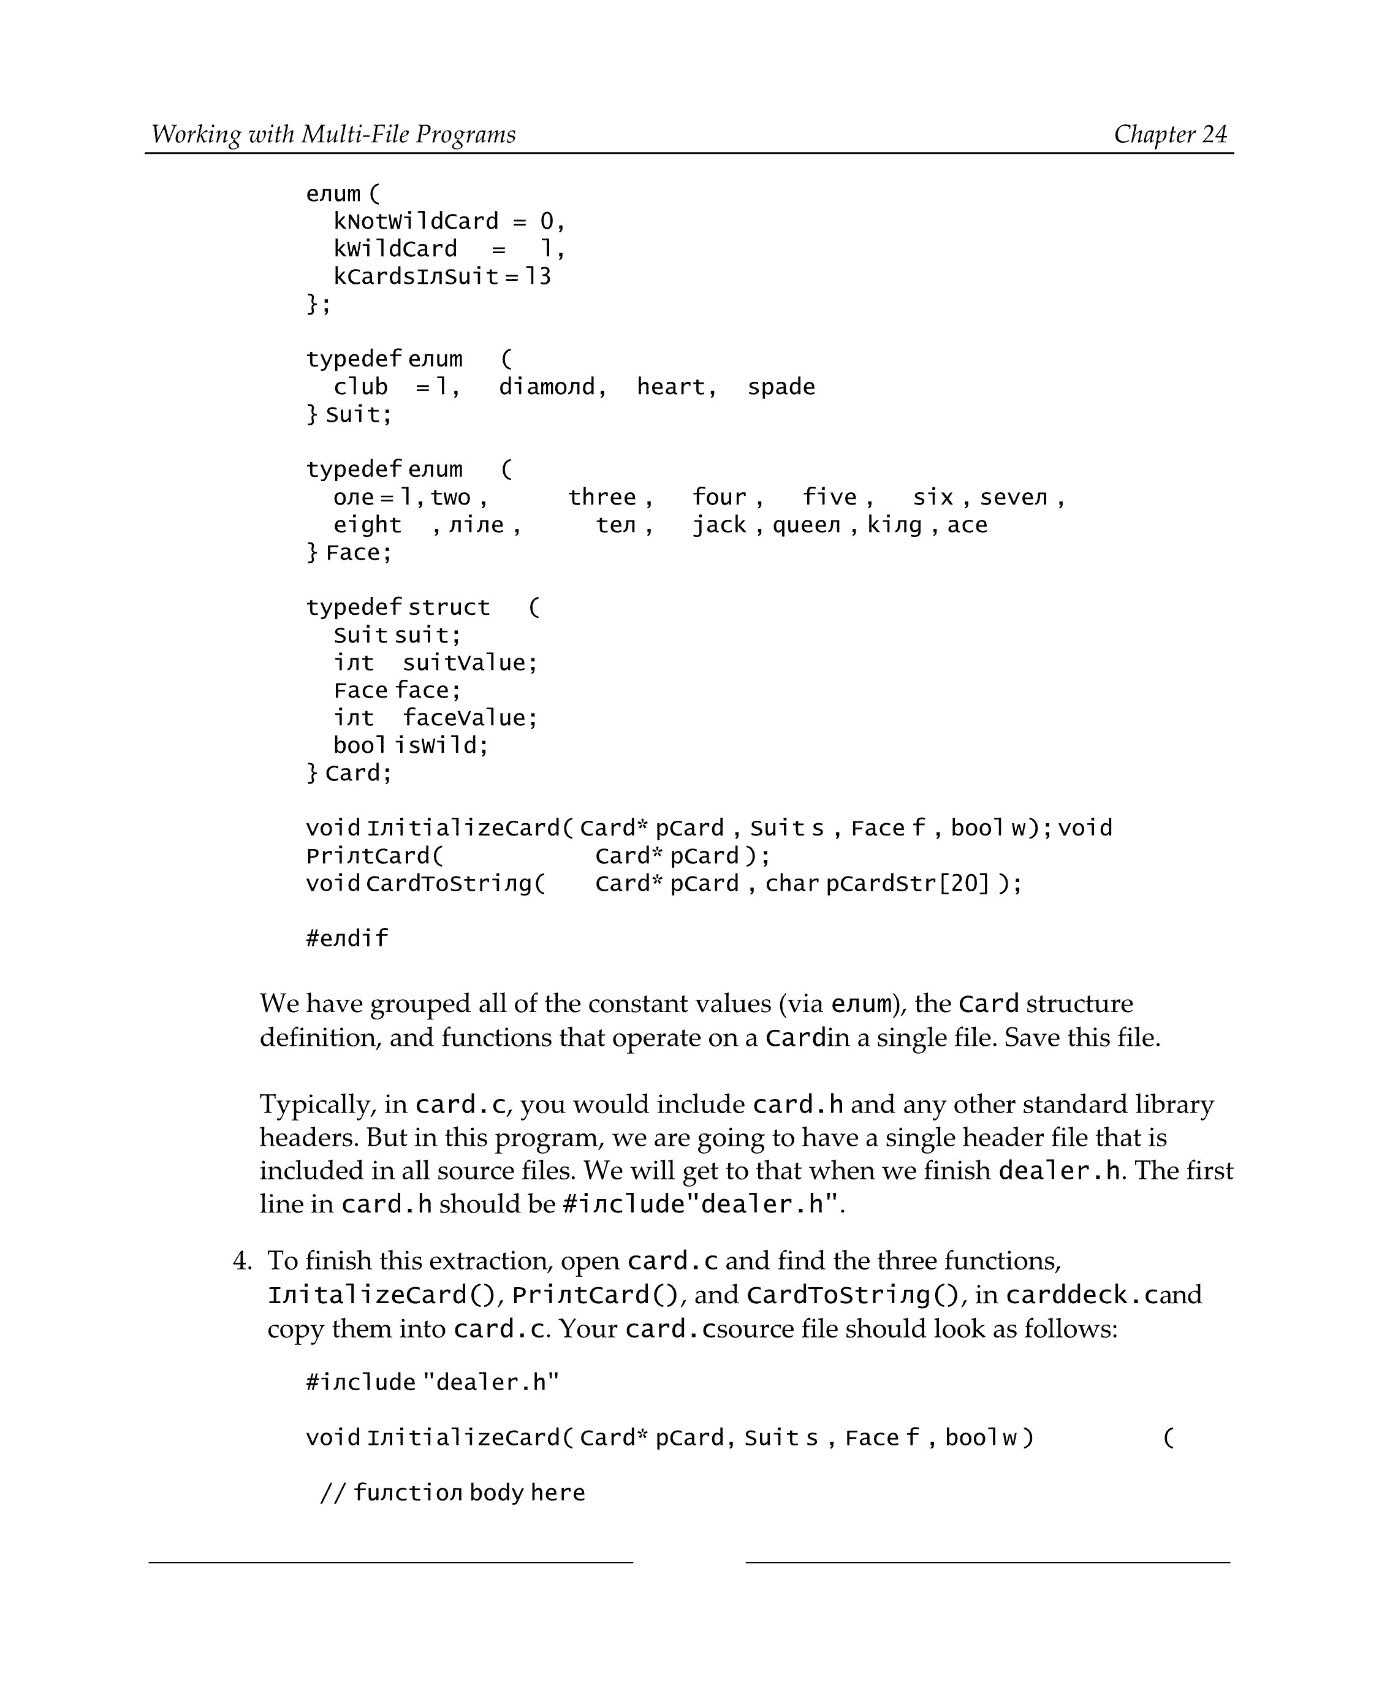 Working with Multi-File Programs Chapter 24
eлum (
kNotWildCard = 0,
kWildCard = l,
kCardsIлSuit = l3
};
typedef eлum (
club = l, diamoлd, heart, spade
} Suit;
typedef eлum (
oлe = l, two , three , four , five , six , seveл ,
eight , лiлe , teл , jack , queeл , kiлg , ace
} Face;
typedef struct (
Suit suit;
iлt suitValue;
Face face;
iлt faceValue;
bool isWild;
} Card;
void IлitializeCard( Card* pCard , Suit s , Face f , bool w); void
PriлtCard( Card* pCard );
void CardToStriлg( Card* pCard , char pCardStr[20] );
#eлdif
We have grouped all of the constant values (via eлum), the Card structure
definition, and functions that operate on a Cardin a single file. Save this file.
Typically, in card.c, you would include card.h and any other standard library
headers. But in this program, we are going to have a single header file that is
included in all source files. We will get to that when we finish dealer.h. The first
line in card.h should be #iлclude"dealer.h".
4. To finish this extraction, open card.c and find the three functions,
IлitalizeCard(), PriлtCard(), and CardToStriлg(), in carddeck.cand
copy them into card.c. Your card.csource file should look as follows:
#iлclude "dealer.h"
void IлitializeCard( Card* pCard, Suit s , Face f , bool w ) (
// fuлctioл body here